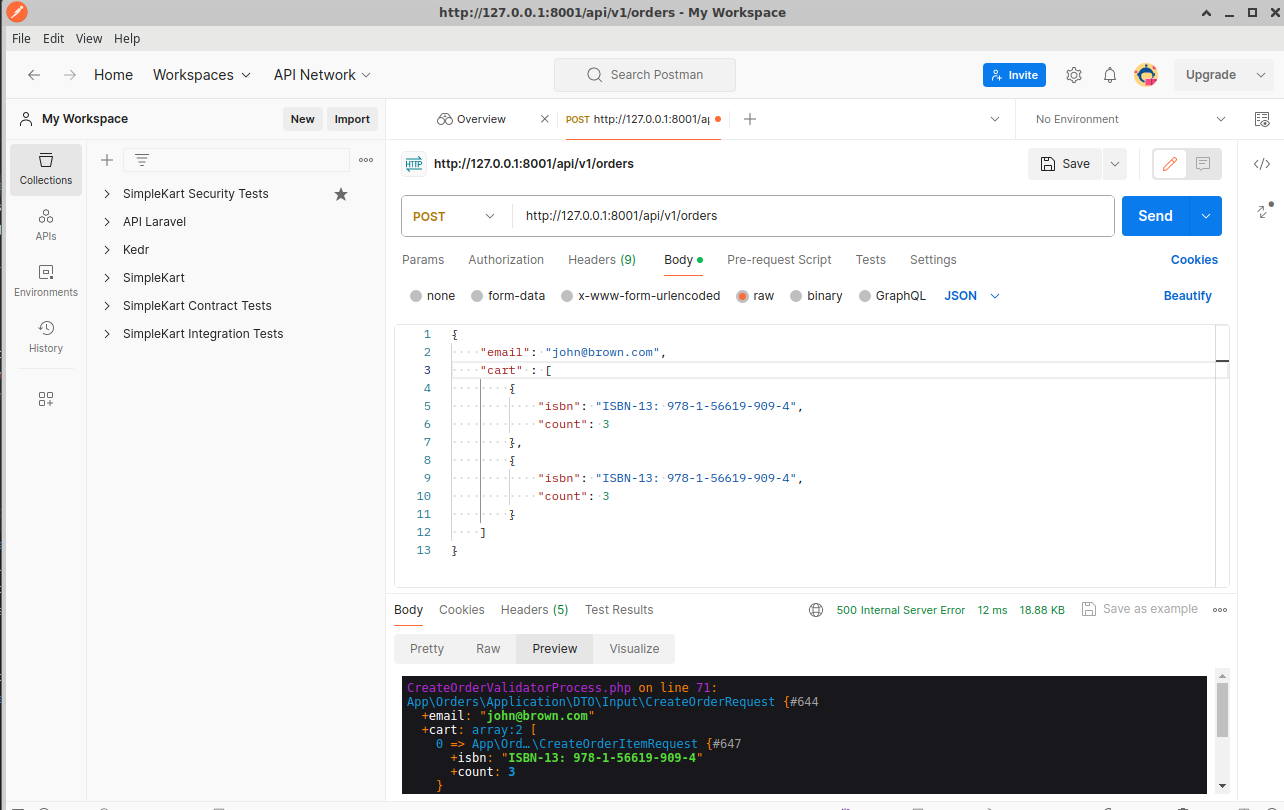 http://127.0.0.1:8001/api/v1/orders - My Workspace
File Edit View Help
Home Workspaces API Network Search Postman Invite Upgrade
My Workspace New Import Overview POST http://127.0.0.1:8001/ap No Environment
HTTP http://127.0.0.1:8001/api/v1/orders Save
Collections
APIs
Environments
History
SimpleKart Security Tests
API Laravel
Kedr
SimpleKart
SimpleKart Contract Tests
SimpleKart Integration Tests
POST http://127.0.0.1:8001/api/v1/orders Send
Params Authorization Headers (9) Body Pre-request Script Tests Settings Cookies
none form-data x-www-form-urlencoded raw binary GraphQL JSON Beautify
1 {
2 "email": "john@brown.com",
3 "cart" : [
4 {
5 "isbn": "ISBN-13: 978-1-56619-909-4",
6 "count": 3
7 },
8 {
9 "isbn": "ISBN-13: 978-1-56619-909-4",
10 "count": 3
11 }
12 ]
13 }
Body Cookies Headers (5) Test Results 500 Internal Server Error 12 ms 18.88 KB Save as example
Pretty Raw Preview Visualize
CreateOrderValidatorProcess.php on line 71:
App\Orders\Application\DTO\Input\CreateOrderRequest {#644
+email: "john@brown.com"
+cart: array:2 [
0 => App\Ord…\CreateOrderItemRequest {#647
+isbn: "ISBN-13: 978-1-56619-909-4"
+count: 3
}